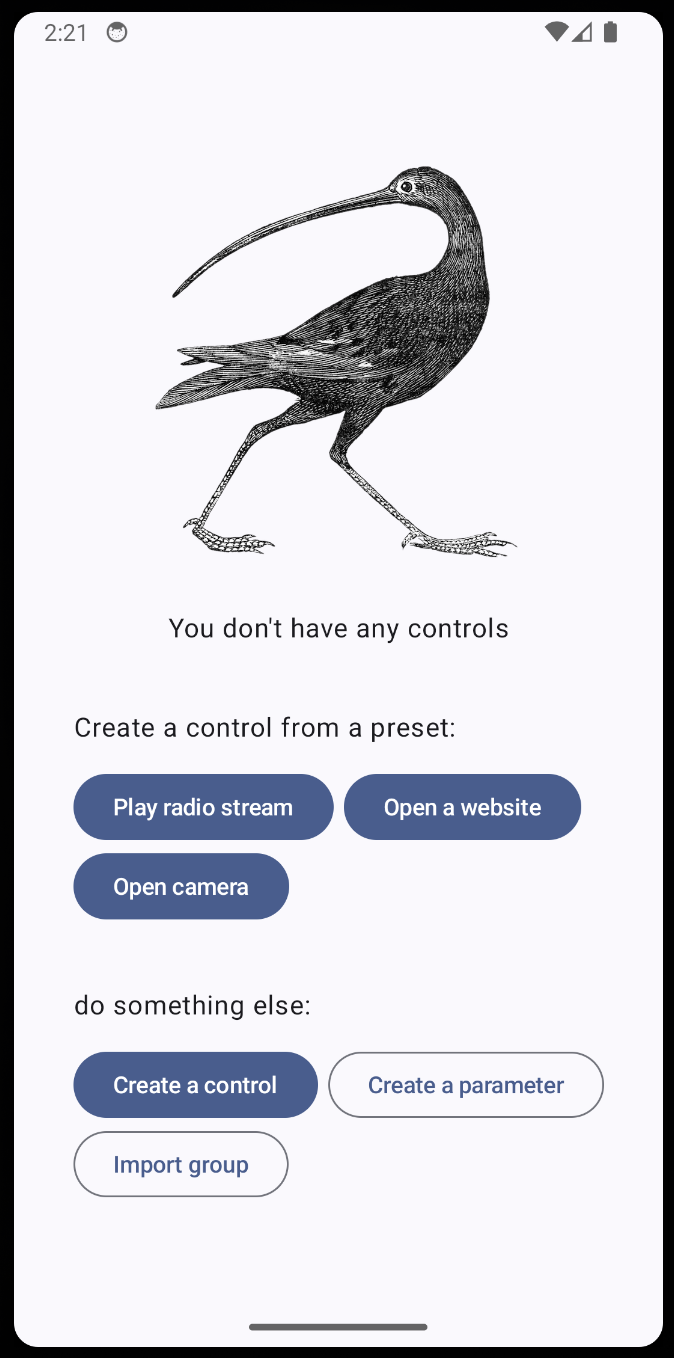 2:21
You don't have any controls
Create a control from a preset:
Play radio stream Open a website
Open camera
do something else:
Create a control Create a parameter
Import group